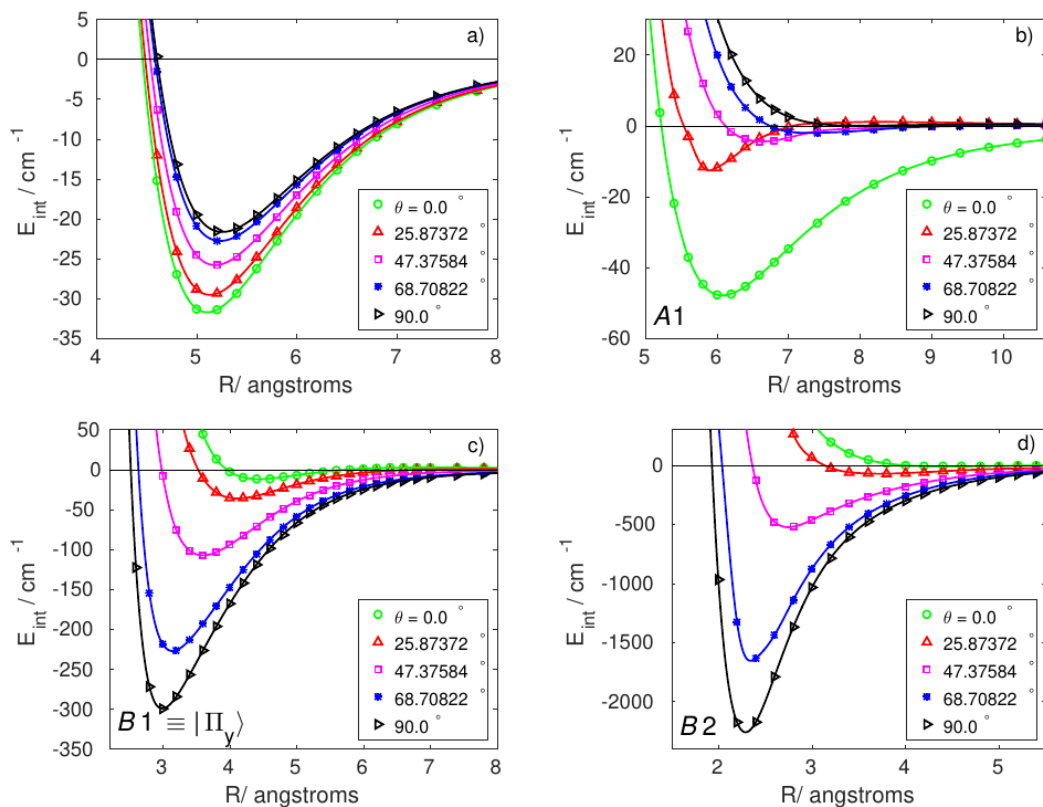 a)
5
0
-5
-10
-15
-20
-25
-30
-35
E_int / cm^-1
θ = 0.0 °
25.87372 °
47.37584 °
68.70822 °
90.0 °
4 5 6 7 8
R/ angstroms
b)
20
0
-20
-40
-60
E_int / cm^-1
θ = 0.0 °
25.87372 °
47.37584 °
68.70822 °
90.0 °
A1
5 6 7 8 9 10
R/ angstroms
c)
50
0
-50
-100
-150
-200
-250
-300
-350
E_int / cm^-1
θ = 0.0 °
25.87372 °
47.37584 °
68.70822 °
90.0 °
B1 ≡ |Π_y⟩
3 4 5 6 7 8
R/ angstroms
d)
0
-500
-1000
-1500
-2000
E_int / cm^-1
θ = 0.0 °
25.87372 °
47.37584 °
68.70822 °
90.0 °
B2
2 3 4 5
R/ angstroms